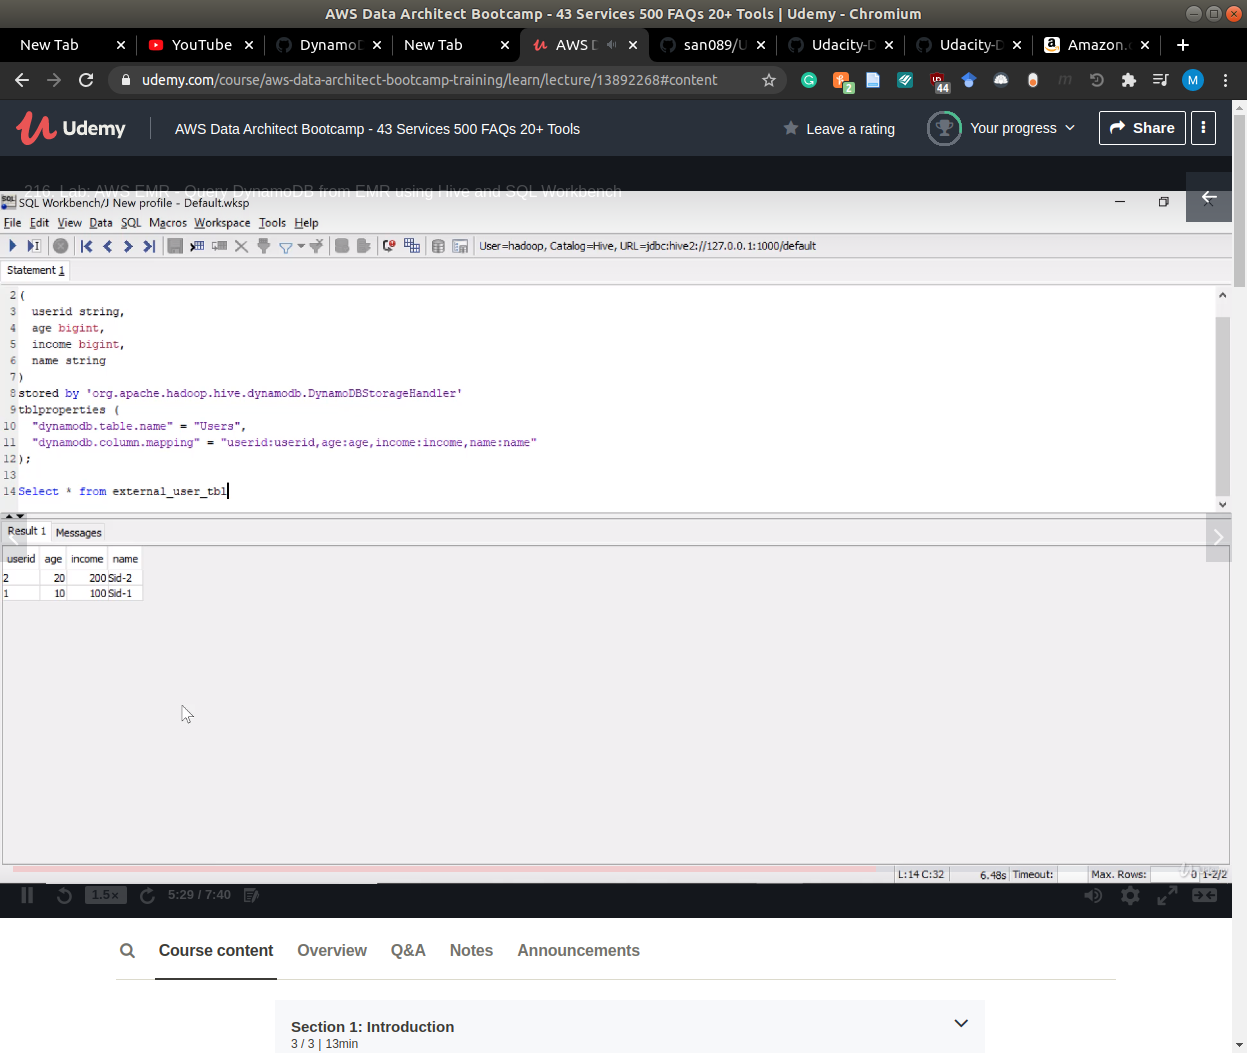 AWS Data Architect Bootcamp - 43 Services 500 FAQs 20+ Tools | Udemy - Chromium
New Tab YouTube Dynamo New Tab AWS D san089/U Udacity-D Udacity-D Amazon.
udemy.com/course/aws-data-architect-bootcamp-training/learn/lecture/13892268#content
2 44 M
Udemy AWS Data Architect Bootcamp - 43 Services 500 FAQs 20+ Tools Leave a rating Your progress Share
216. Lab: AWS EMR - Query DynamoDB from EMR using Hive and SQL Workbench
SQL Workbench/J New profile - Default.wksp
File Edit View Data SQL Macros Workspace Tools Help
User=hadoop, Catalog=Hive, URL=jdbc:hive2://127.0.0.1:1000/default
Statement 1
2 (
3 userid string,
4 age bigint,
5 income bigint,
6 name string
7 )
8 stored by 'org.apache.hadoop.hive.dynamodb.DynamoDBStorageHandler'
9 tblproperties (
10 "dynamodb.table.name" = "Users",
11 "dynamodb.column.mapping" = "userid:userid,age:age,income:income,name:name"
12 );
13
14 Select * from external_user_tbl
Result 1 Messages
userid age income name
2 20 200 Sid-2
1 10 100 Sid-1
L:14 C:32 6.48s Timeout: Max. Rows: 0 1-2/2
1.5× 5:29 / 7:40
Course content Overview Q&A Notes Announcements
Section 1: Introduction
3 / 3 | 13min